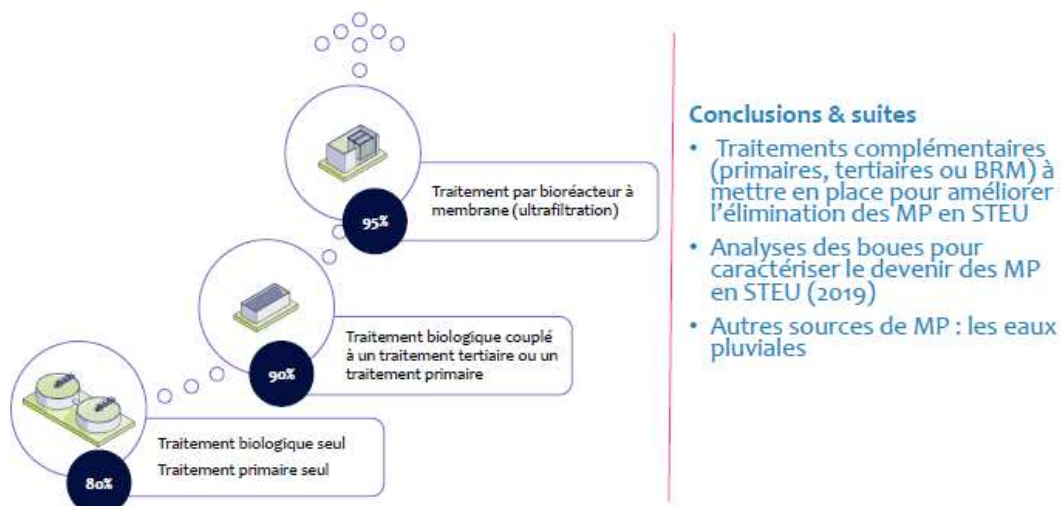 Traitement par bioréacteur à
membrane (ultrafiltration)
95%
Traitement biologique couplé
à un traitement tertiaire ou un
traitement primaire
90%
Traitement biologique seul
Traitement primaire seul
80%
Conclusions & suites
• Traitements complémentaires
(primaires, tertiaires ou BRM) à
mettre en place pour améliorer
l'élimination des MP en STEU
• Analyses des boues pour
caractériser le devenir des MP
en STEU (2019)
• Autres sources de MP : les eaux
pluviales